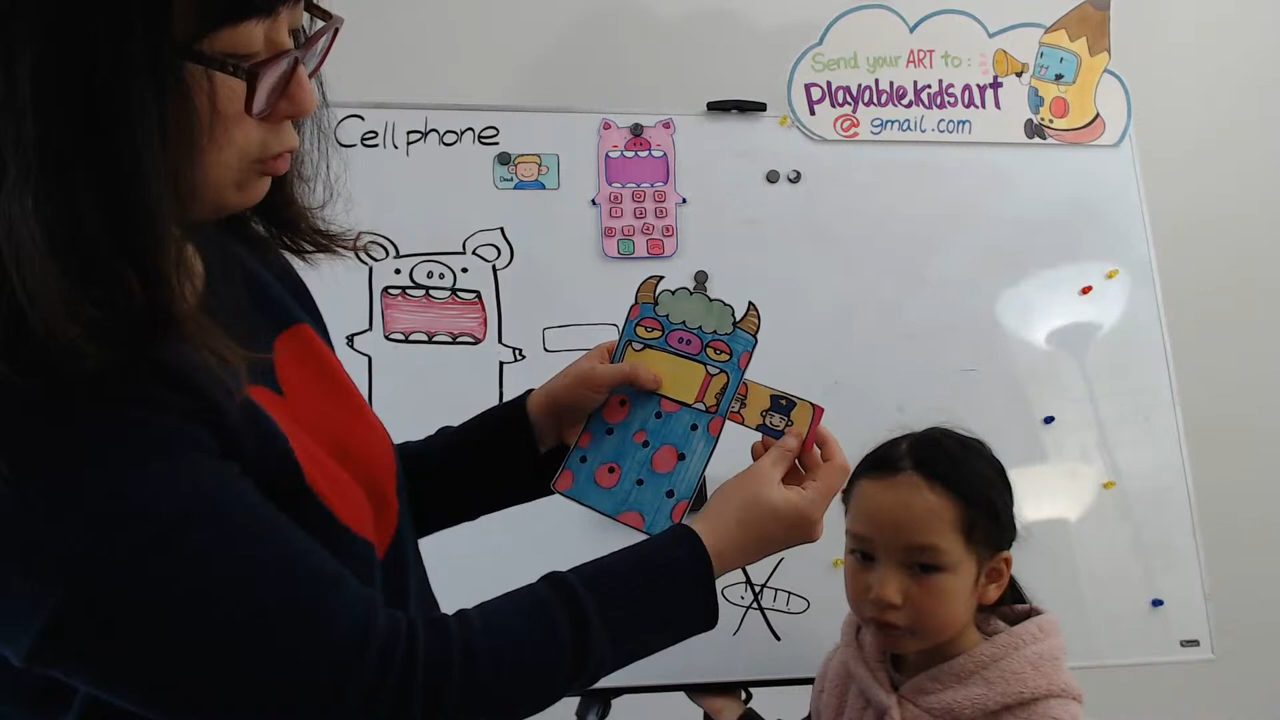 Send your ART to:
playablekidsart
@ gmail.com
Cell phone
Dad